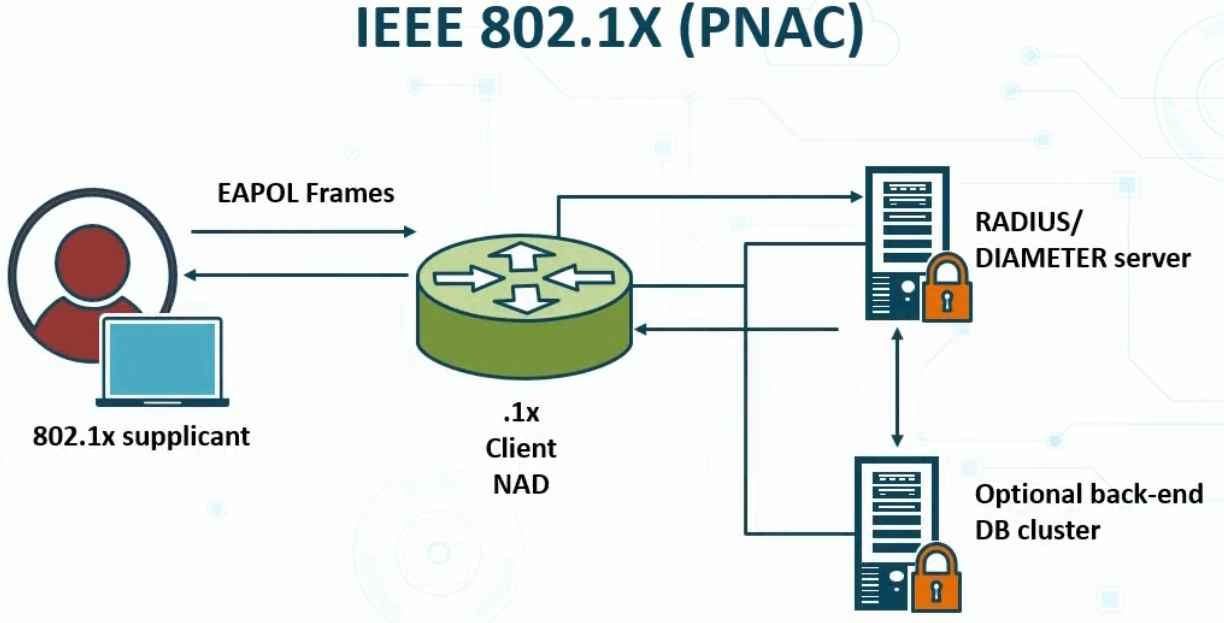 IEEE 802.1X (PNAC)
EAPOL Frames
RADIUS/
DIAMETER server
802.1x supplicant
.1x
Client
NAD
Optional back-end
DB cluster